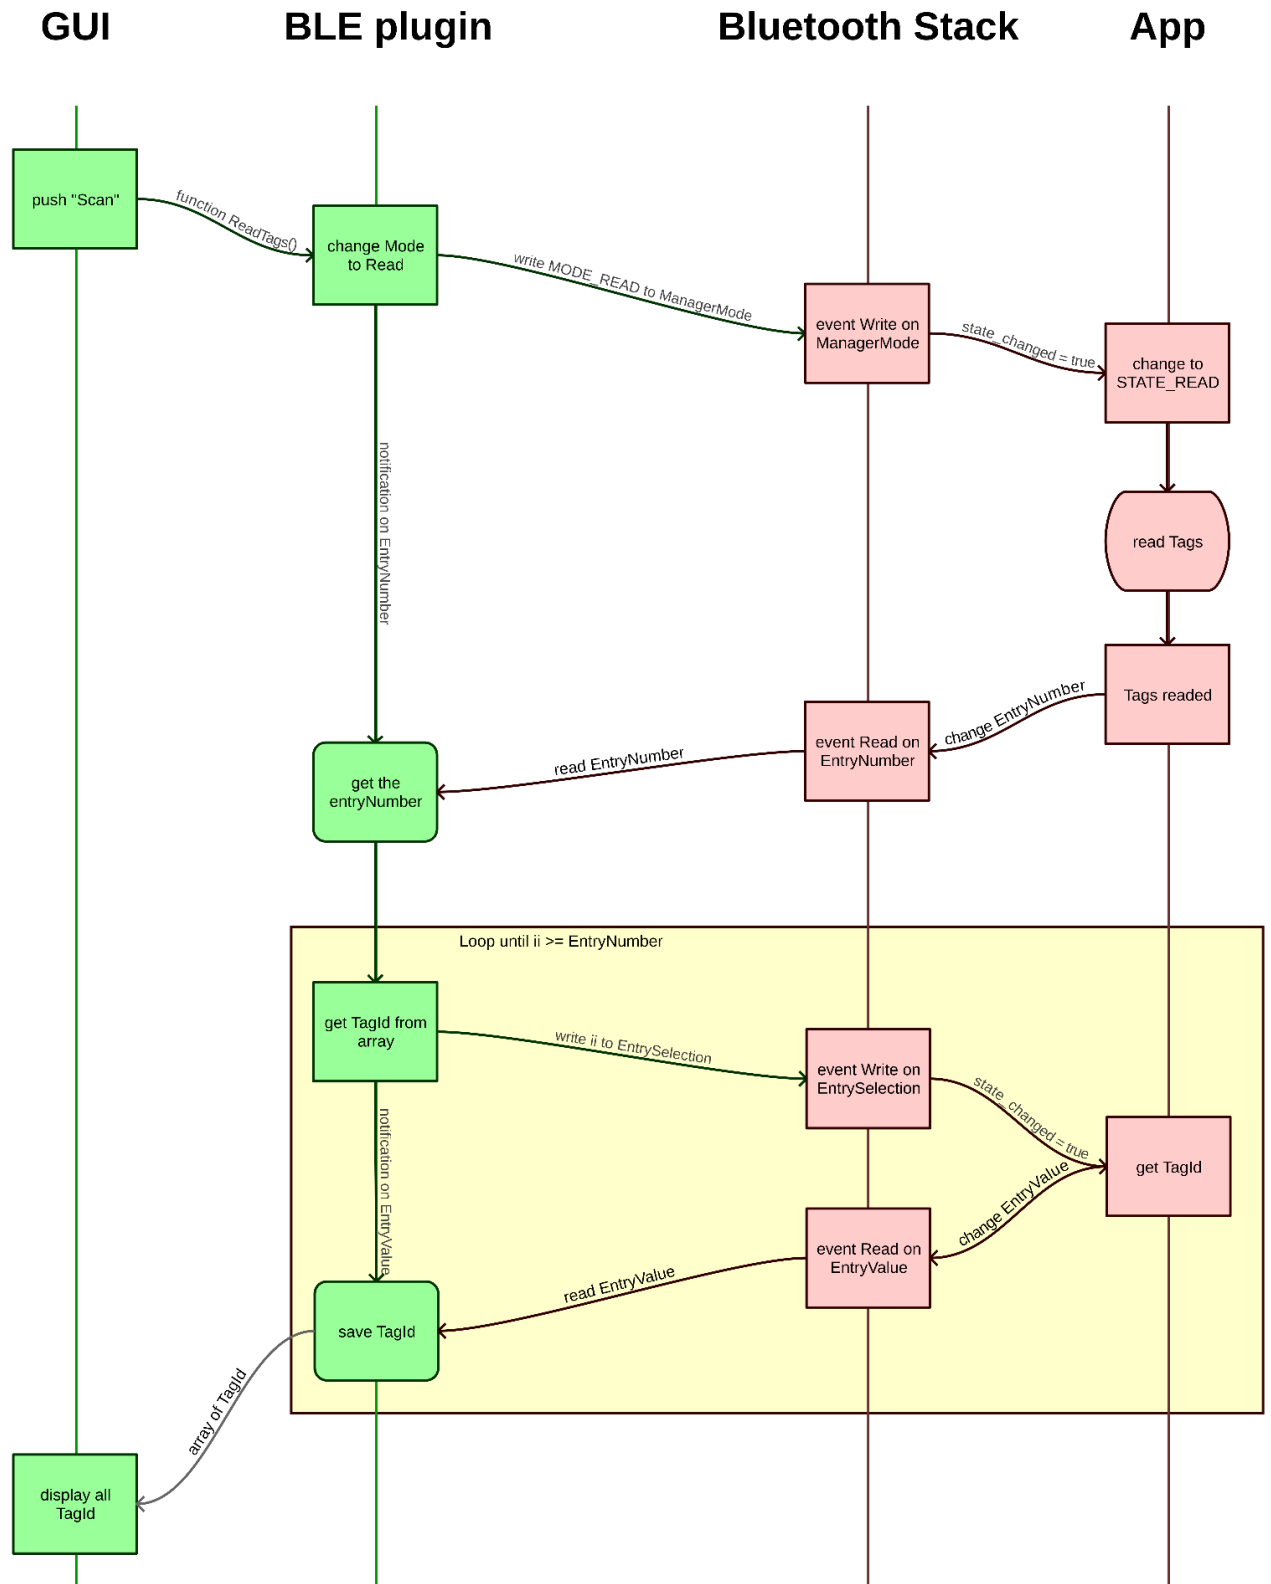 GUI
BLE plugin
Bluetooth Stack
App
push "Scan"
function ReadTags()
change Mode
to Read
write MODE_READ to ManagerMode
event Write on
ManagerMode
state_changed = true
change to
STATE_READ
notification on EntryNumber
read Tags
Tags readed
change EntryNumber
event Read on
EntryNumber
read EntryNumber
get the
entryNumber
Loop until ii >= EntryNumber
get TagId from
array
write ii to EntrySelection
event Write on
EntrySelection
state_changed = true
get TagId
notification on EntryValue
change EntryValue
event Read on
EntryValue
read EntryValue
save TagId
array of TagId
display all
TagId